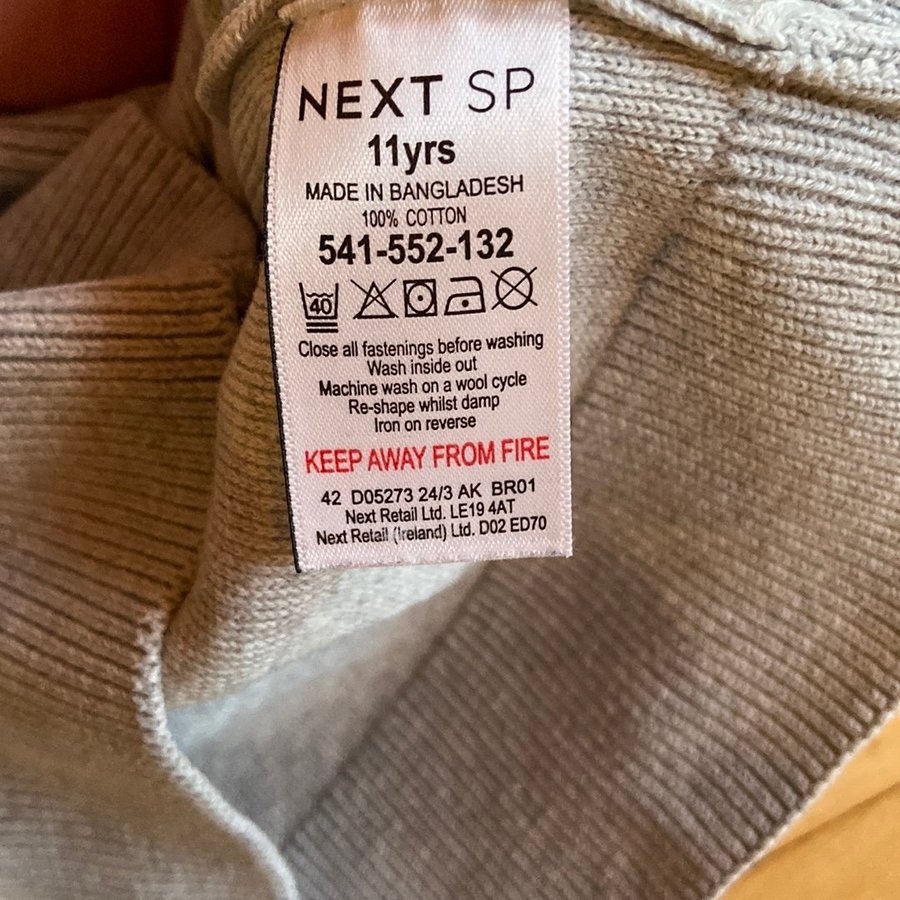 NEXT SP
11yrs
MADE IN BANGLADESH
100% COTTON
541-552-132
40
Close all fastenings before washing
Wash inside out
Machine wash on a wool cycle
Re-shape whilst damp
Iron on reverse
KEEP AWAY FROM FIRE
42 D05273 24/3 AK BR01
Next Retail Ltd. LE19 4AT
Next Retail (Ireland) Ltd. D02 ED70